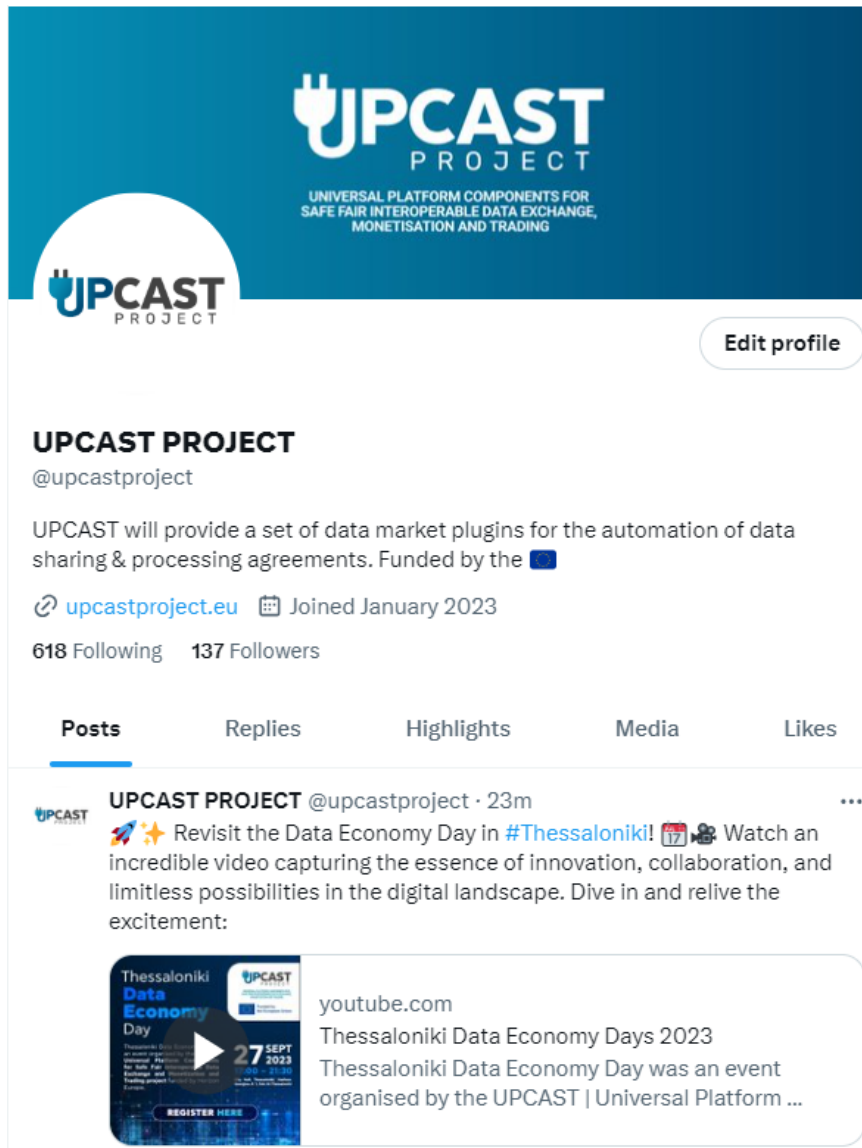 UPCAST
PROJECT
UNIVERSAL PLATFORM COMPONENTS FOR
SAFE FAIR INTEROPERABLE DATA EXCHANGE,
MONETISATION AND TRADING
UPCAST
PROJECT
Edit profile
UPCAST PROJECT
@upcastproject
UPCAST will provide a set of data market plugins for the automation of data
sharing & processing agreements. Funded by the 🇪🇺
upcastproject.eu Joined January 2023
618 Following 137 Followers
Posts Replies Highlights Media Likes
UPCAST
PROJECT
UPCAST PROJECT @upcastproject · 23m
🚀✨ Revisit the Data Economy Day in #Thessaloniki! 📅🎥 Watch an
incredible video capturing the essence of innovation, collaboration, and
limitless possibilities in the digital landscape. Dive in and relive the
excitement:
Thessaloniki
Data
Economy
Day
UPCAST
27 SEPT
2023
REGISTER HERE
youtube.com
Thessaloniki Data Economy Days 2023
Thessaloniki Data Economy Day was an event
organised by the UPCAST | Universal Platform ...